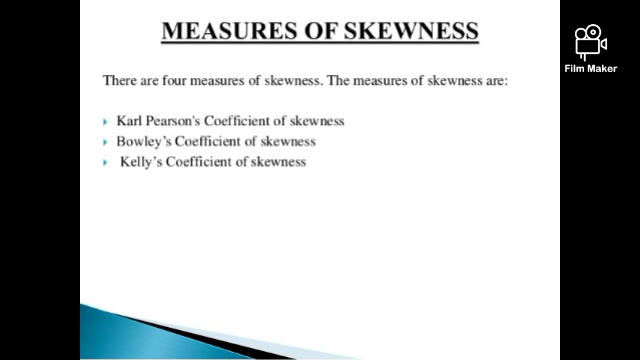 MEASURES OF SKEWNESS
Film Maker
There are four measures of skewness. The measures of skewness are:
Karl Pearson's Coefficient of skewness
Bowley's Coefficient of skewness
Kelly's Coefficient of skewness